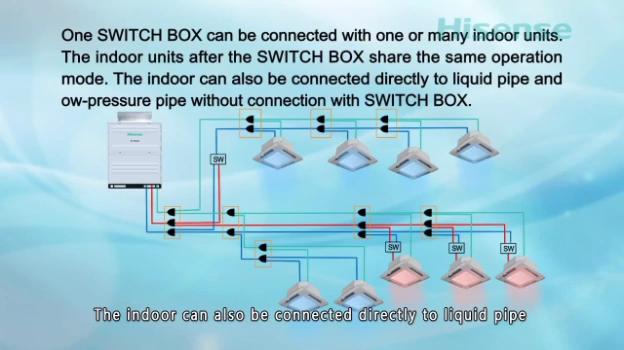 Hisense
One SWITCH BOX can be connected with one or many indoor units.
The indoor units after the SWITCH BOX share the same operation
mode. The indoor can also be connected directly to liquid pipe and
ow-pressure pipe without connection with SWITCH BOX.
Hisense
SW
SW
SW
SW
The indoor can also be connected directly to liquid pipe